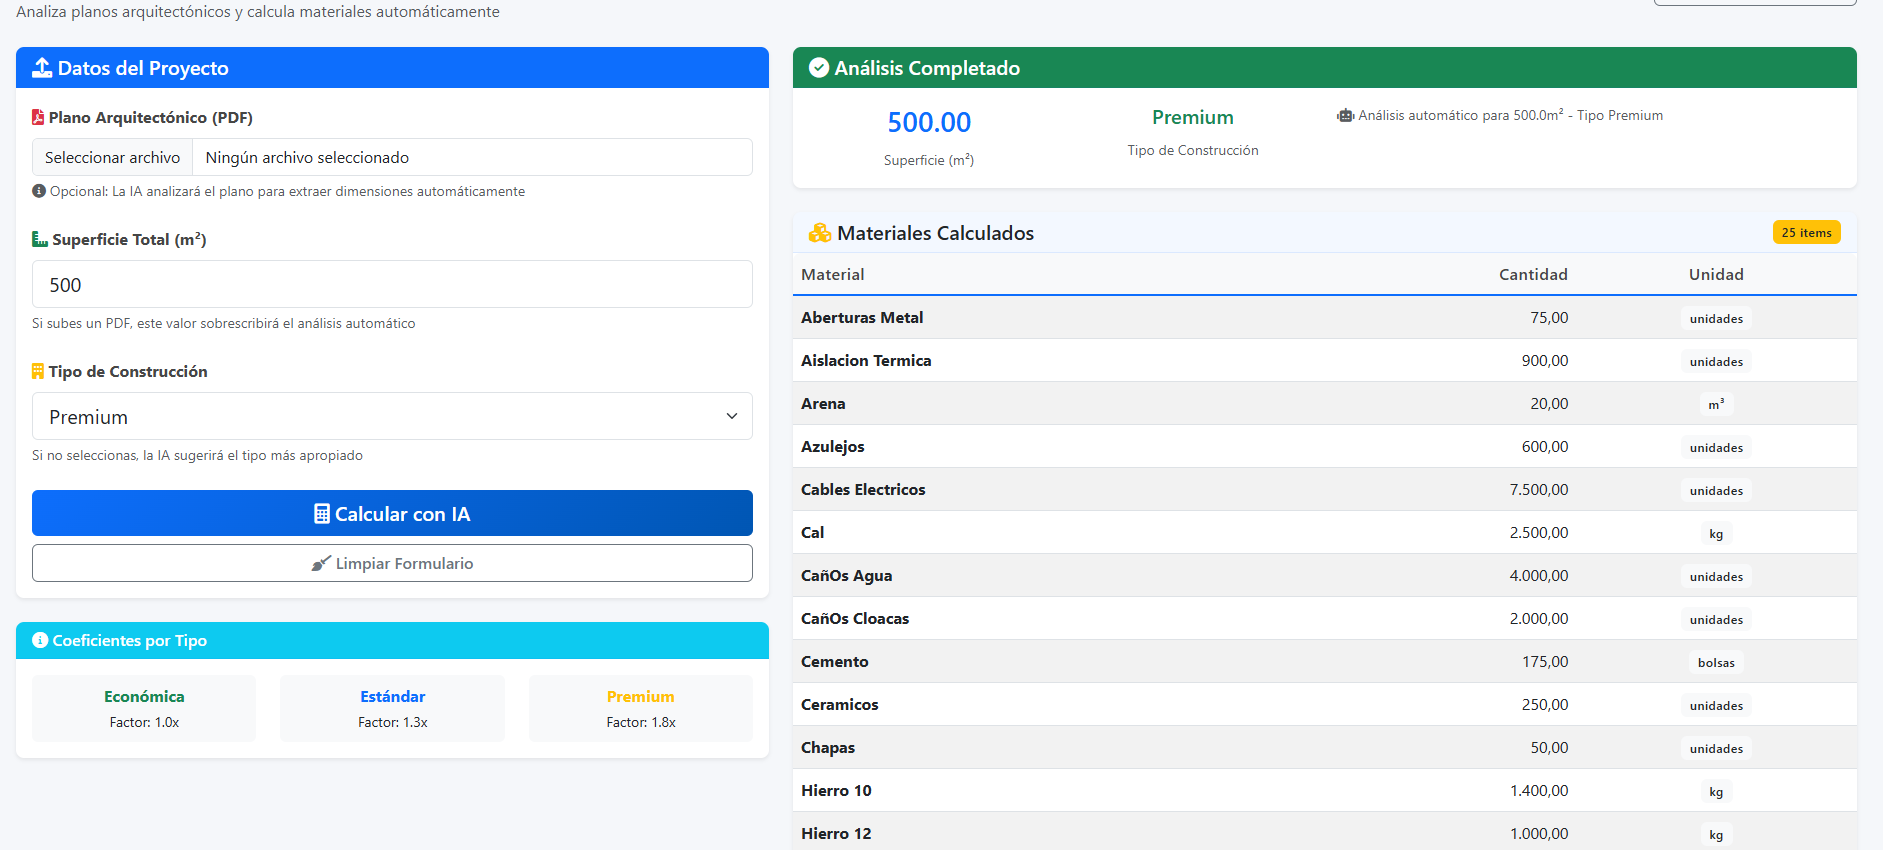 Analiza planos arquitectónicos y calcula materiales automáticamente
Datos del Proyecto
Plano Arquitectónico (PDF)
Seleccionar archivo Ningún archivo seleccionado
Opcional: La IA analizará el plano para extraer dimensiones automáticamente
Superficie Total (m²)
500
Si subes un PDF, este valor sobrescribirá el análisis automático
Tipo de Construcción
Premium
Si no seleccionas, la IA sugerirá el tipo más apropiado
Calcular con IA
Limpiar Formulario
Coeficientes por Tipo
Económica
Factor: 1.0x
Estándar
Factor: 1.3x
Premium
Factor: 1.8x
Análisis Completado
500.00
Superficie (m²)
Premium
Tipo de Construcción
Análisis automático para 500.0m² - Tipo Premium
Materiales Calculados
25 items
Material Cantidad Unidad
Aberturas Metal 75,00 unidades
Aislacion Termica 900,00 unidades
Arena 20,00 m³
Azulejos 600,00 unidades
Cables Electricos 7.500,00 unidades
Cal 2.500,00 kg
CañOs Agua 4.000,00 unidades
CañOs Cloacas 2.000,00 unidades
Cemento 175,00 bolsas
Ceramicos 250,00 unidades
Chapas 50,00 unidades
Hierro 10 1.400,00 kg
Hierro 12 1.000,00 kg